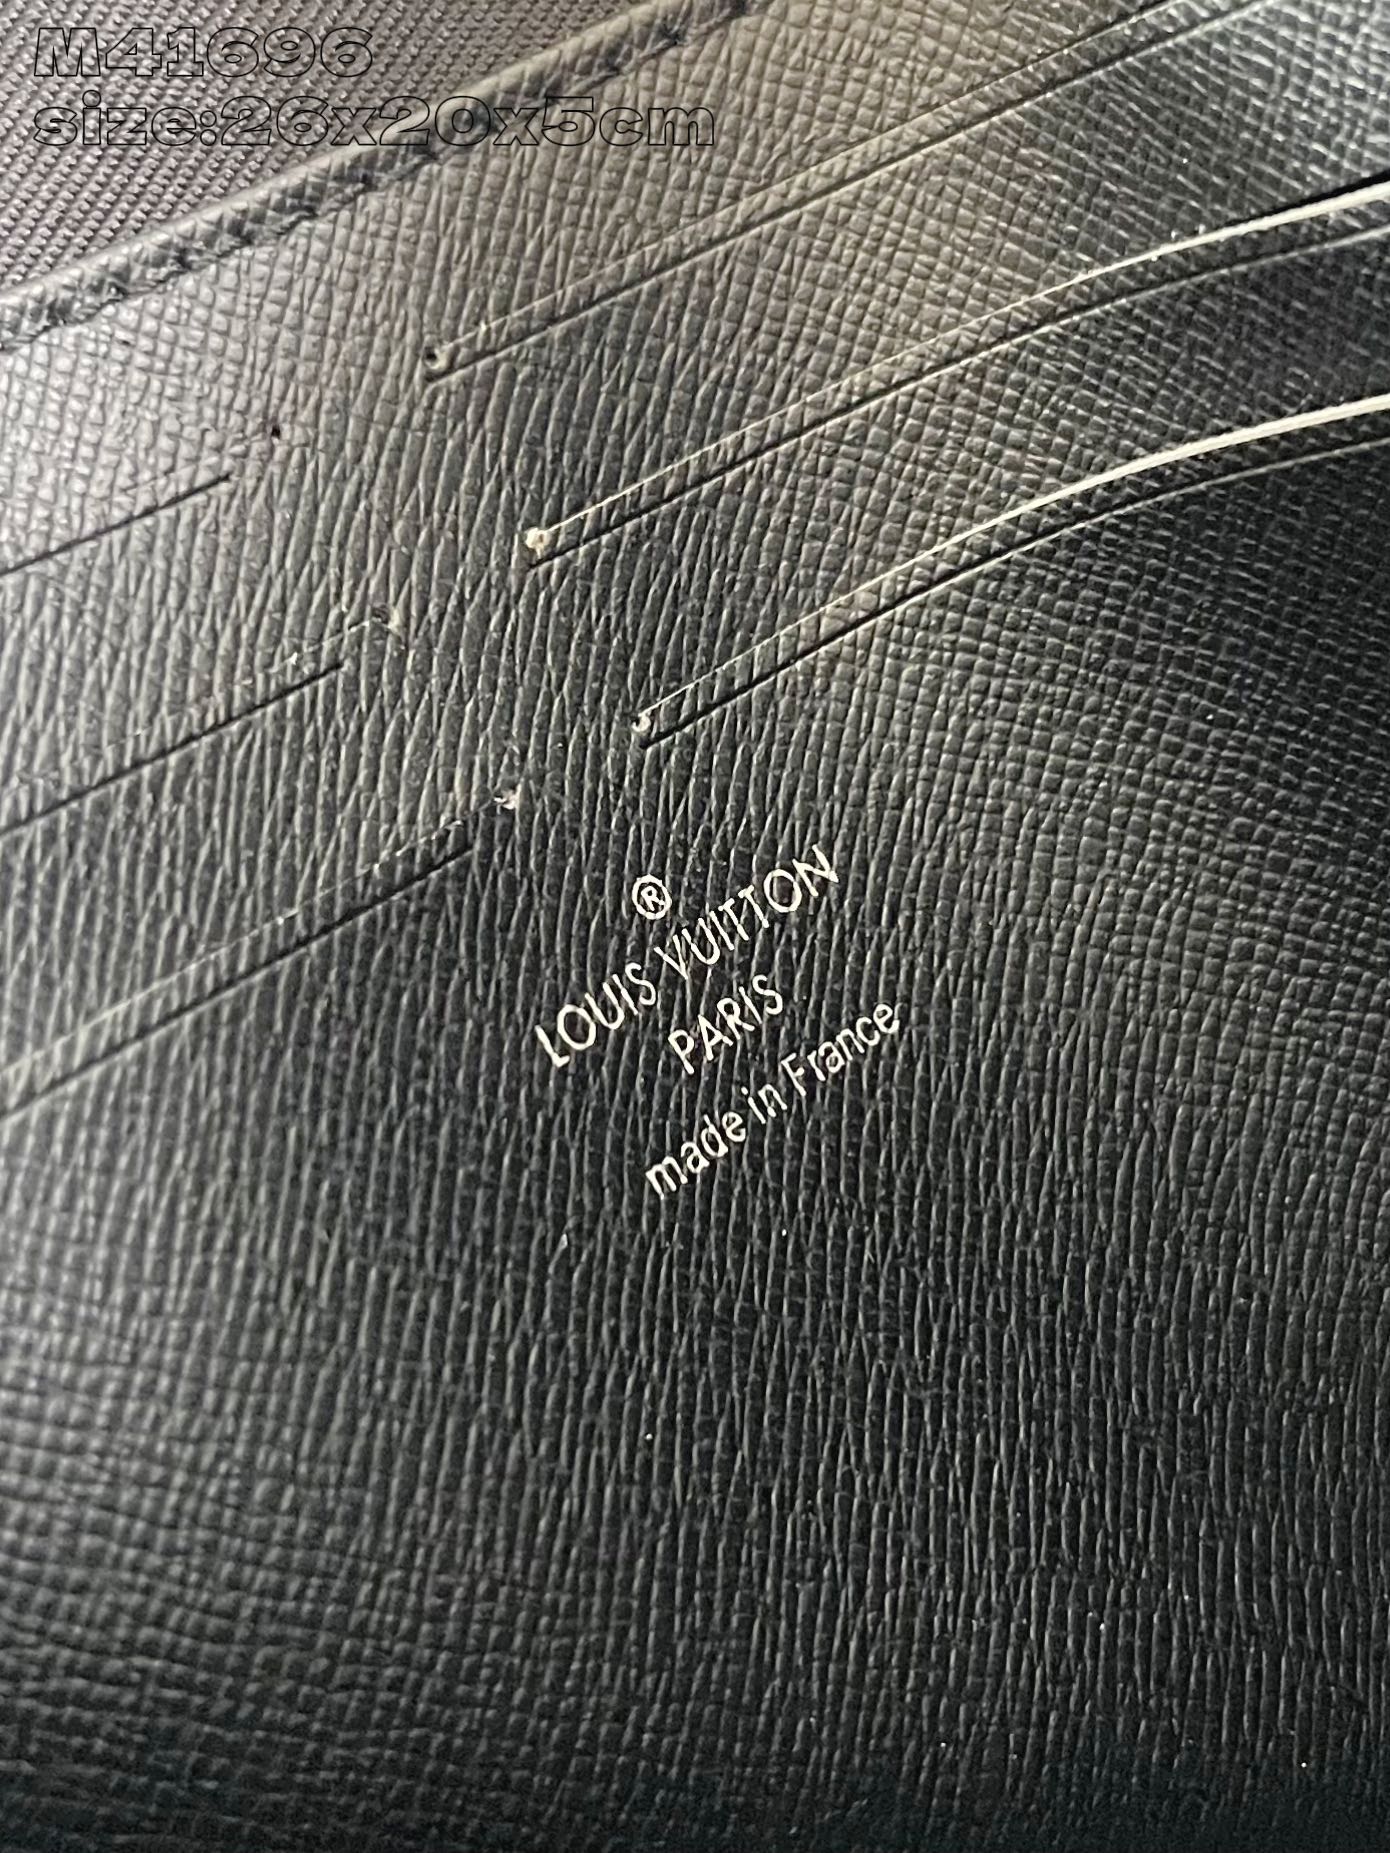 M41696
size:26x20x5cm
®
LOUIS VUITTON
PARIS
made in France